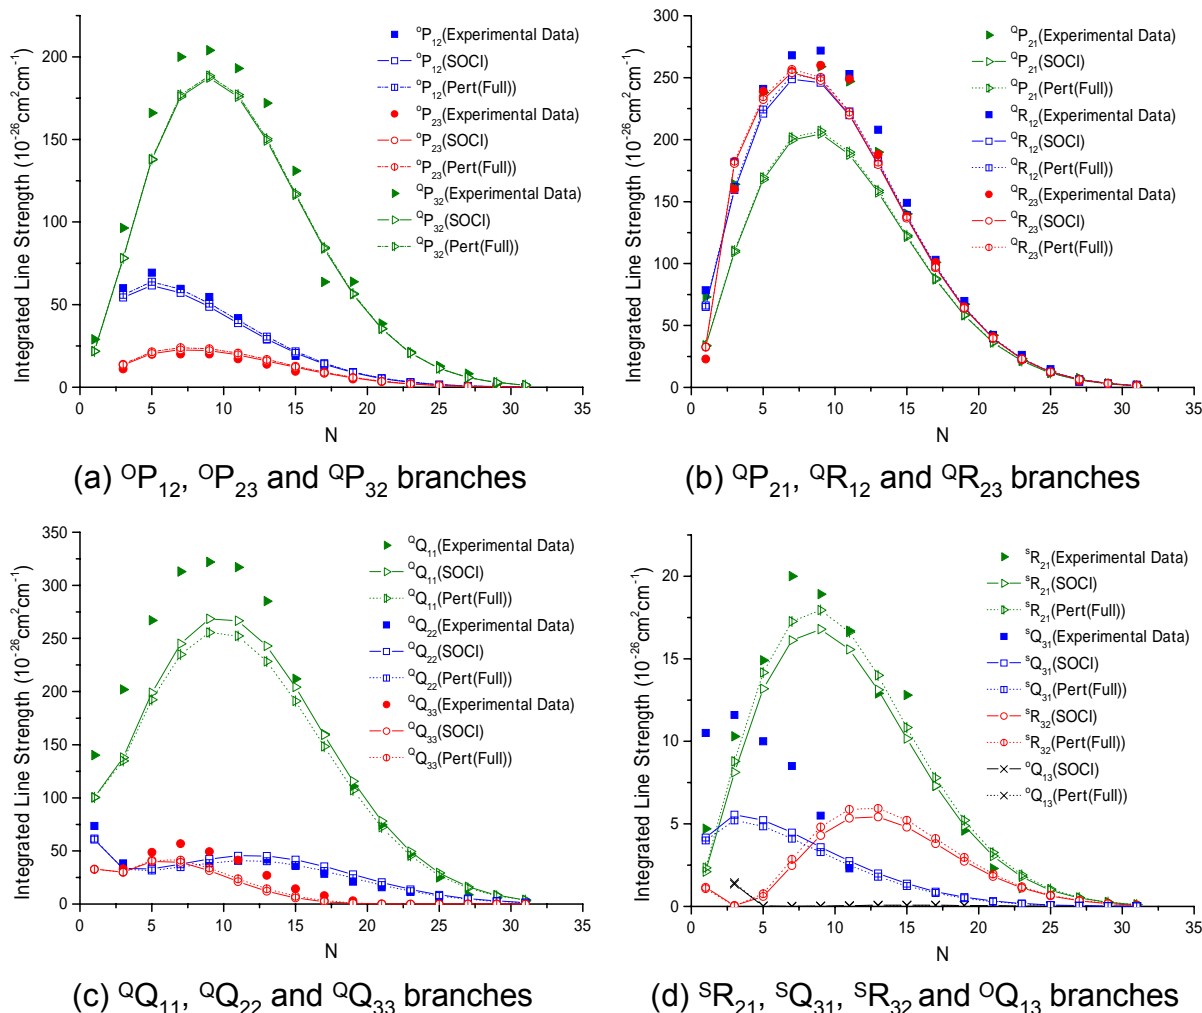 Integrated Line Strength (10⁻²⁶cm²cm⁻¹)
200
150
100
50
0
ᵒP₁₂(Experimental Data)
ᵒP₁₂(SOCI)
ᵒP₁₂(Pert(Full))
ᵒP₂₃(Experimental Data)
ᵒP₂₃(SOCI)
ᵒP₂₃(Pert(Full))
ᵠP₃₂(Experimental Data)
ᵠP₃₂(SOCI)
ᵠP₃₂(Pert(Full))
0 5 10 15 20 25 30 35
N
(a) ᴼP₁₂, ᴼP₂₃ and ᵠP₃₂ branches
Integrated Line Strength (10⁻²⁶cm²cm⁻¹)
300
250
200
150
100
50
0
ᵠP₂₁(Experimental Data)
ᵠP₂₁(SOCI)
ᵠP₂₁(Pert(Full))
ᵠR₁₂(Experimental Data)
ᵠR₁₂(SOCI)
ᵠR₁₂(Pert(Full))
ᵠR₂₃(Experimental Data)
ᵠR₂₃(SOCI)
ᵠR₂₃(Pert(Full))
0 5 10 15 20 25 30 35
N
(b) ᵠP₂₁, ᵠR₁₂ and ᵠR₂₃ branches
Integrated Line Strength (10⁻²⁶cm²cm⁻¹)
350
300
250
200
150
100
50
0
ᵠQ₁₁(Experimental Data)
ᵠQ₁₁(SOCI)
ᵠQ₁₁(Pert(Full))
ᵠQ₂₂(Experimental Data)
ᵠQ₂₂(SOCI)
ᵠQ₂₂(Pert(Full))
ᵠQ₃₃(Experimental Data)
ᵠQ₃₃(SOCI)
ᵠQ₃₃(Pert(Full))
0 5 10 15 20 25 30 35
N
(c) ᵠQ₁₁, ᵠQ₂₂ and ᵠQ₃₃ branches
Integrated Line Strength (10⁻²⁶cm²cm⁻¹)
20
15
10
5
0
ˢR₂₁(Experimental Data)
ˢR₂₁(SOCI)
ˢR₂₁(Pert(Full))
ˢQ₃₁(Experimental Data)
ˢQ₃₁(SOCI)
ˢQ₃₁(Pert(Full))
ˢR₃₂(SOCI)
ˢR₃₂(Pert(Full))
ᵒQ₁₃(SOCI)
ᵒQ₁₃(Pert(Full))
0 5 10 15 20 25 30 35
N
(d) ˢR₂₁, ˢQ₃₁, ˢR₃₂ and ᴼQ₁₃ branches